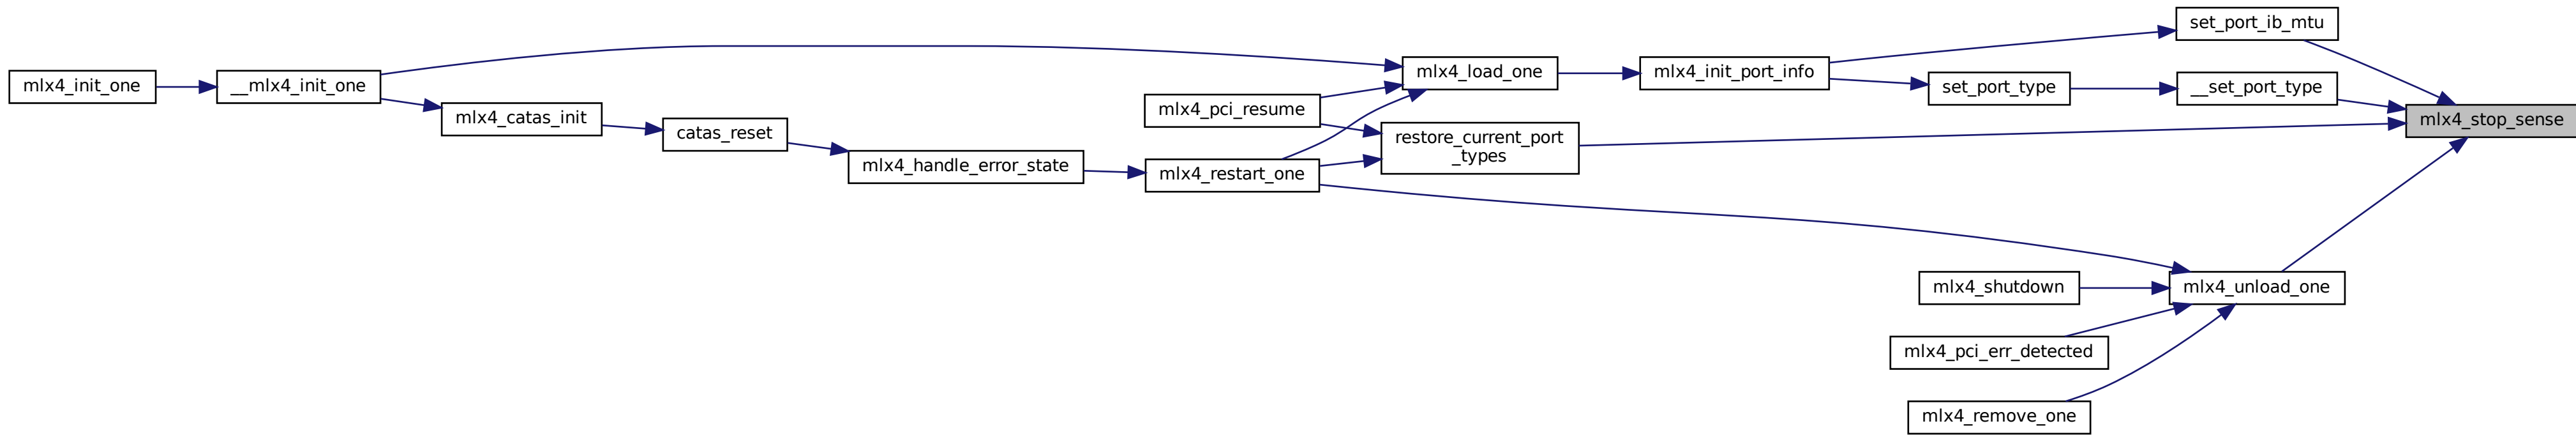 set_port_ib_mtu
mlx4_init_one
__mlx4_init_one
mlx4_load_one
mlx4_init_port_info
set_port_type
__set_port_type
mlx4_catas_init
mlx4_pci_resume
mlx4_stop_sense
catas_reset
restore_current_port
_types
mlx4_handle_error_state
mlx4_restart_one
mlx4_shutdown
mlx4_unload_one
mlx4_pci_err_detected
mlx4_remove_one